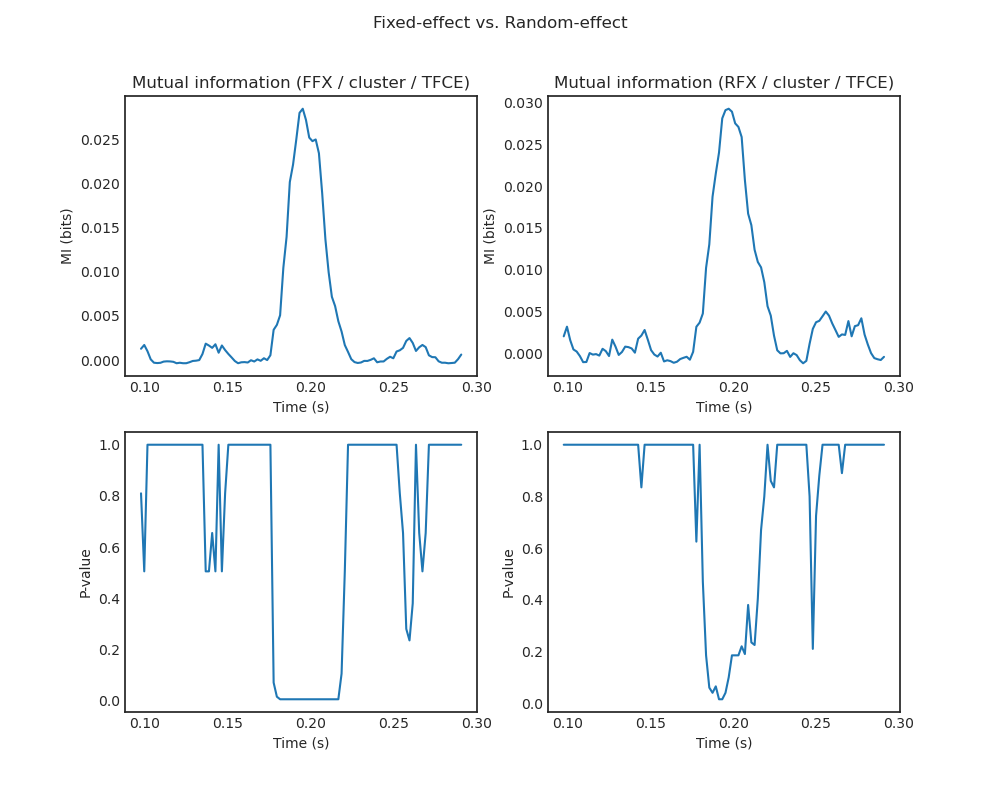 Fixed-effect vs. Random-effect
Mutual information (FFX / cluster / TFCE)
MI (bits)
0.025
0.020
0.015
0.010
0.005
0.000
0.10 0.15 0.20 0.25 0.30
Time (s)
Mutual information (RFX / cluster / TFCE)
MI (bits)
0.030
0.025
0.020
0.015
0.010
0.005
0.000
0.10 0.15 0.20 0.25 0.30
Time (s)
P-value
1.0
0.8
0.6
0.4
0.2
0.0
0.10 0.15 0.20 0.25 0.30
Time (s)
P-value
1.0
0.8
0.6
0.4
0.2
0.0
0.10 0.15 0.20 0.25 0.30
Time (s)